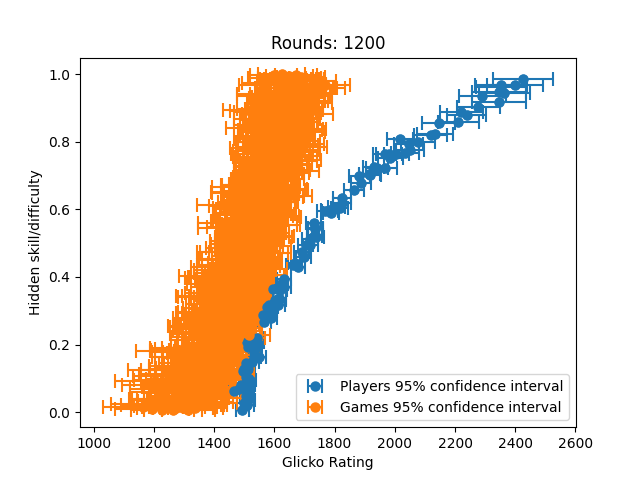 Rounds: 1200
Hidden skill/difficulty
1.0
0.8
0.6
0.4
0.2
0.0
Players 95% confidence interval
Games 95% confidence interval
1000 1200 1400 1600 1800 2000 2200 2400 2600
Glicko Rating